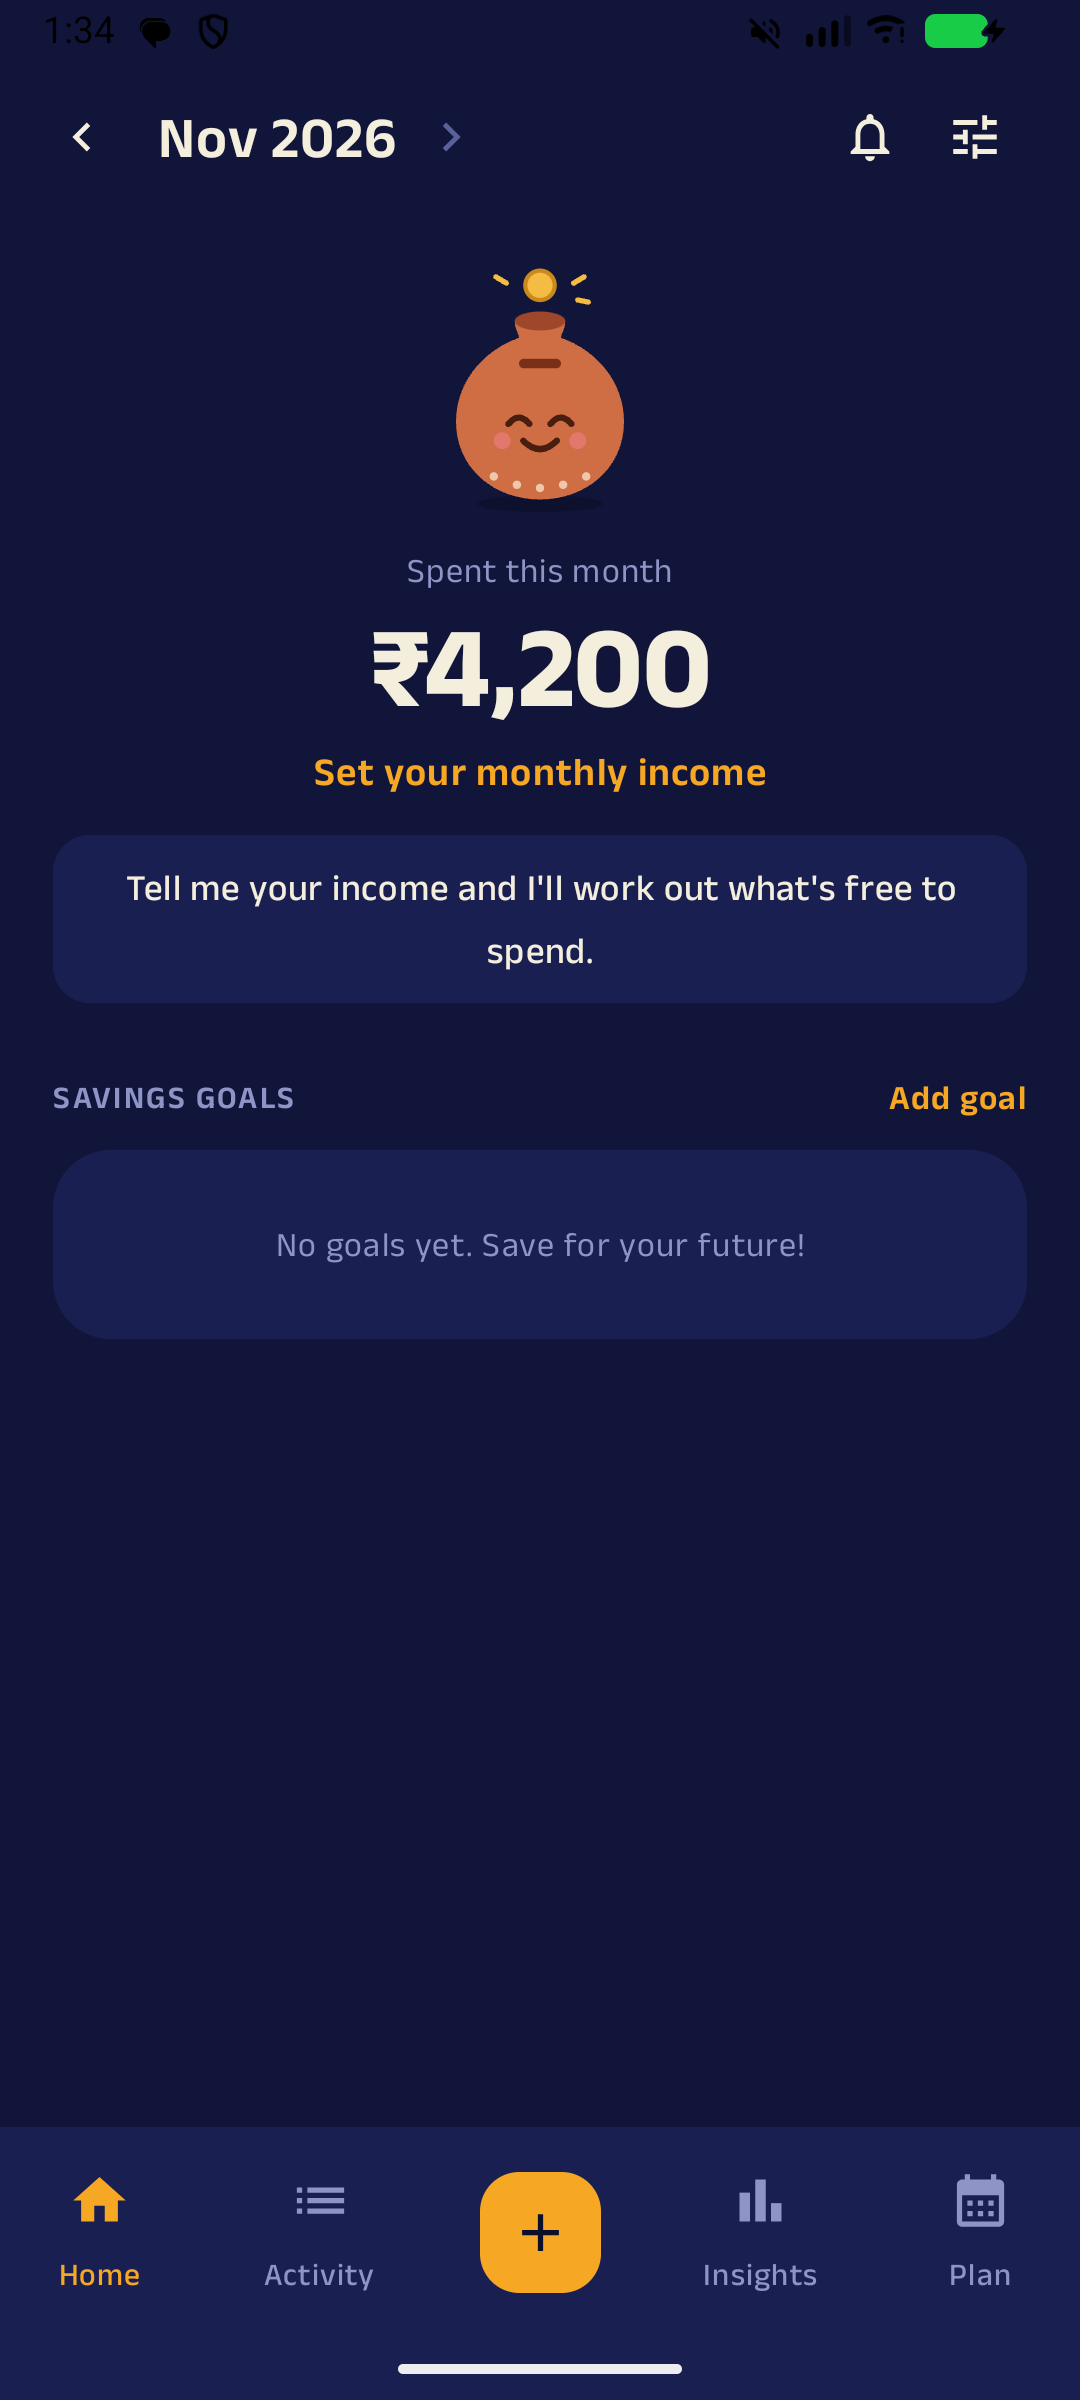 1:34
Nov 2026
Spent this month
₹4,200
Set your monthly income
Tell me your income and I'll work out what's free to
spend.
SAVINGS GOALS
Add goal
No goals yet. Save for your future!
Home
Activity
Insights
Plan